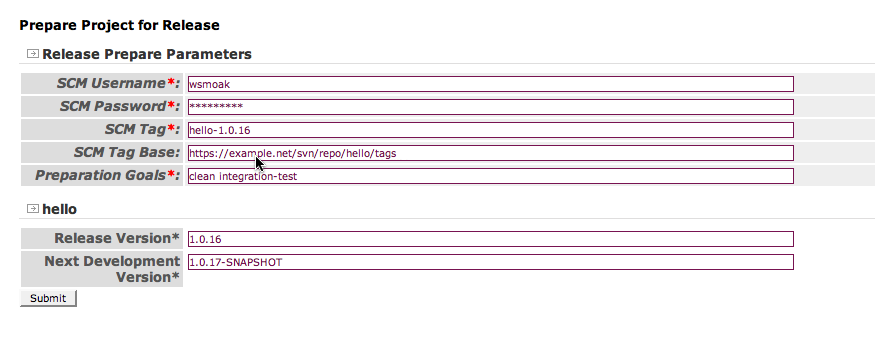 Prepare Project for Release
Release Prepare Parameters
SCM Username*: wsmoak
SCM Password*: *********
SCM Tag*: hello-1.0.16
SCM Tag Base: https://example.net/svn/repo/hello/tags
Preparation Goals*: clean integration-test
hello
Release Version* 1.0.16
Next Development
Version* 1.0.17-SNAPSHOT
Submit